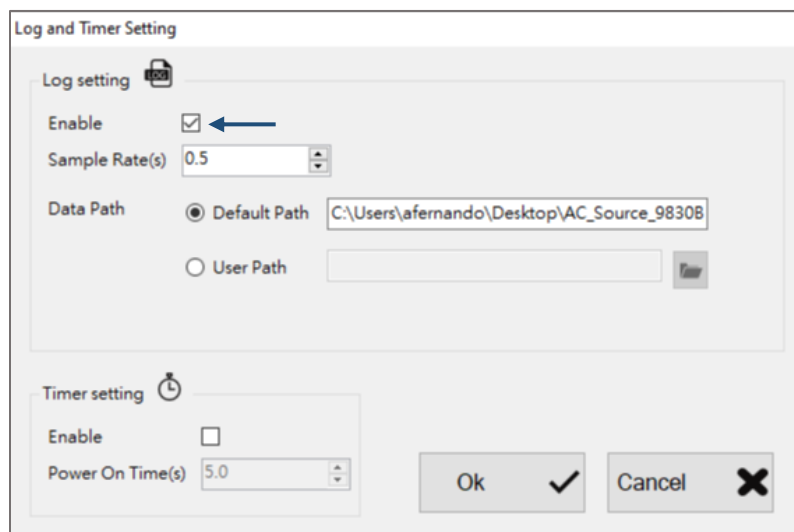 Log and Timer Setting
Log setting LOG
Enable
Sample Rate(s) 0.5
Data Path Default Path C:\Users\afernando\Desktop\AC_Source_9830B
User Path
Timer setting
Enable
Power On Time(s) 5.0
Ok Cancel